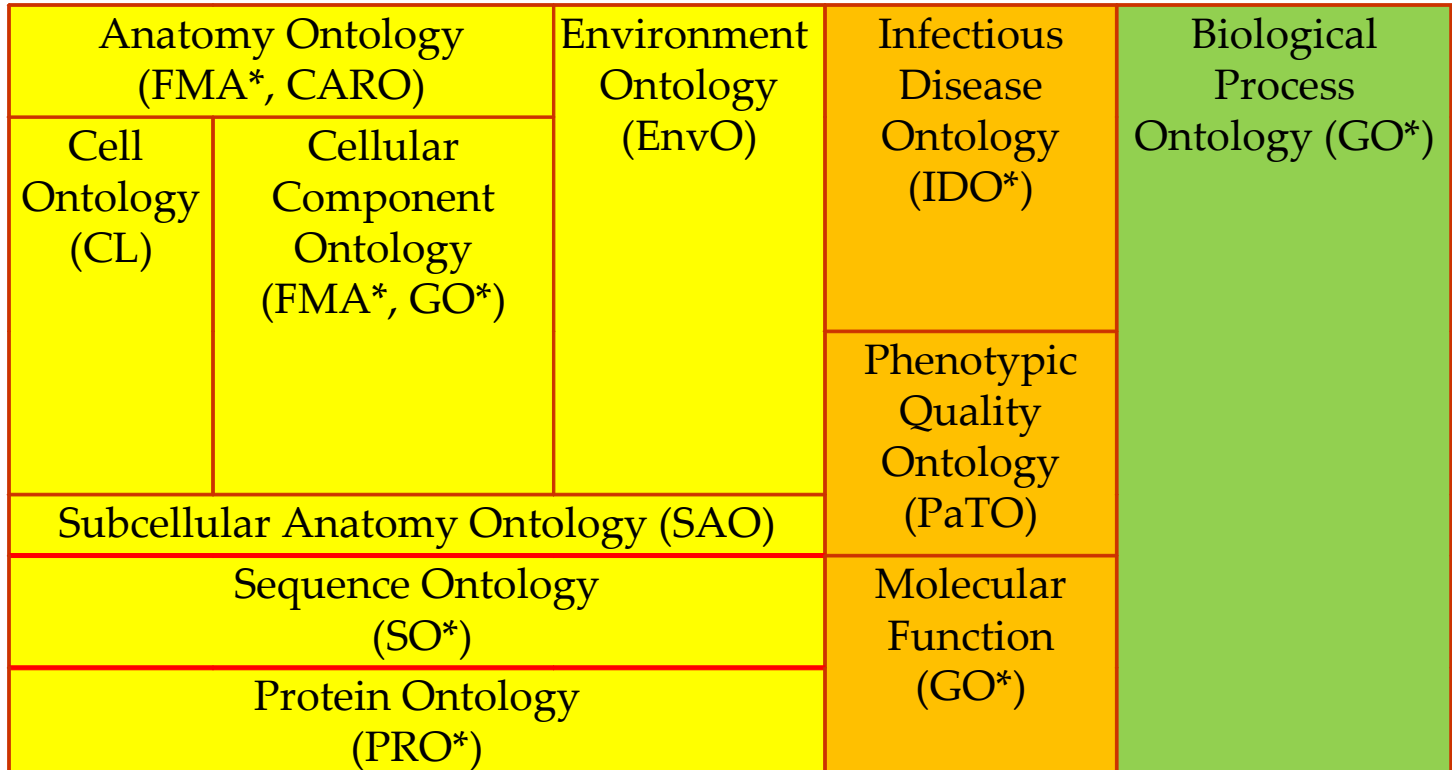 Anatomy Ontology
(FMA*, CARO)
Environment
Ontology
(EnvO)
Infectious
Disease
Ontology
(IDO*)
Biological
Process
Ontology (GO*)
Cell
Ontology
(CL)
Cellular
Component
Ontology
(FMA*, GO*)
Phenotypic
Quality
Ontology
(PaTO)
Subcellular Anatomy Ontology (SAO)
Sequence Ontology
(SO*)
Molecular
Function
(GO*)
Protein Ontology
(PRO*)